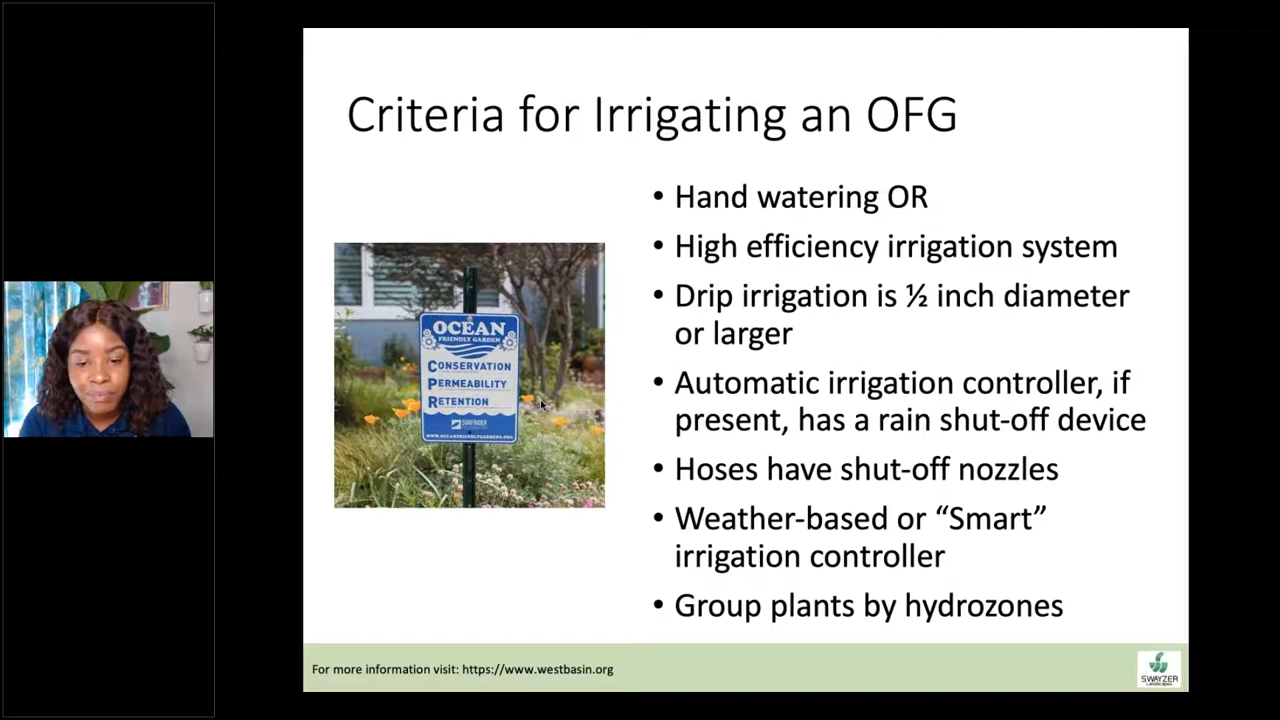 Criteria for Irrigating an OFG
• Hand watering OR
• High efficiency irrigation system
• Drip irrigation is ½ inch diameter
or larger
• Automatic irrigation controller, if
present, has a rain shut-off device
• Hoses have shut-off nozzles
• Weather-based or “Smart”
irrigation controller
• Group plants by hydrozones
OCEAN
FRIENDLY GARDEN
CONSERVATION
PERMEABILITY
RETENTION
SURFRIDER
WWW.OCEANFRIENDLYGARDENS.ORG
For more information visit: https://www.westbasin.org
SWAYZER
Landscapes